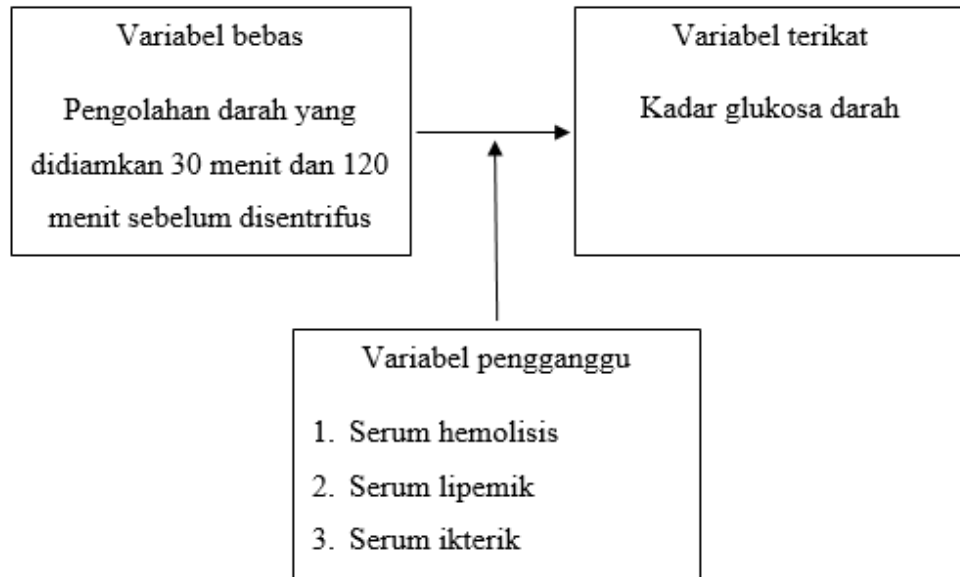 Variabel bebas
Pengolahan darah yang
didiamkan 30 menit dan 120
menit sebelum disentrifus
Variabel terikat
Kadar glukosa darah
Variabel pengganggu
1. Serum hemolisis
2. Serum lipemik
3. Serum ikterik